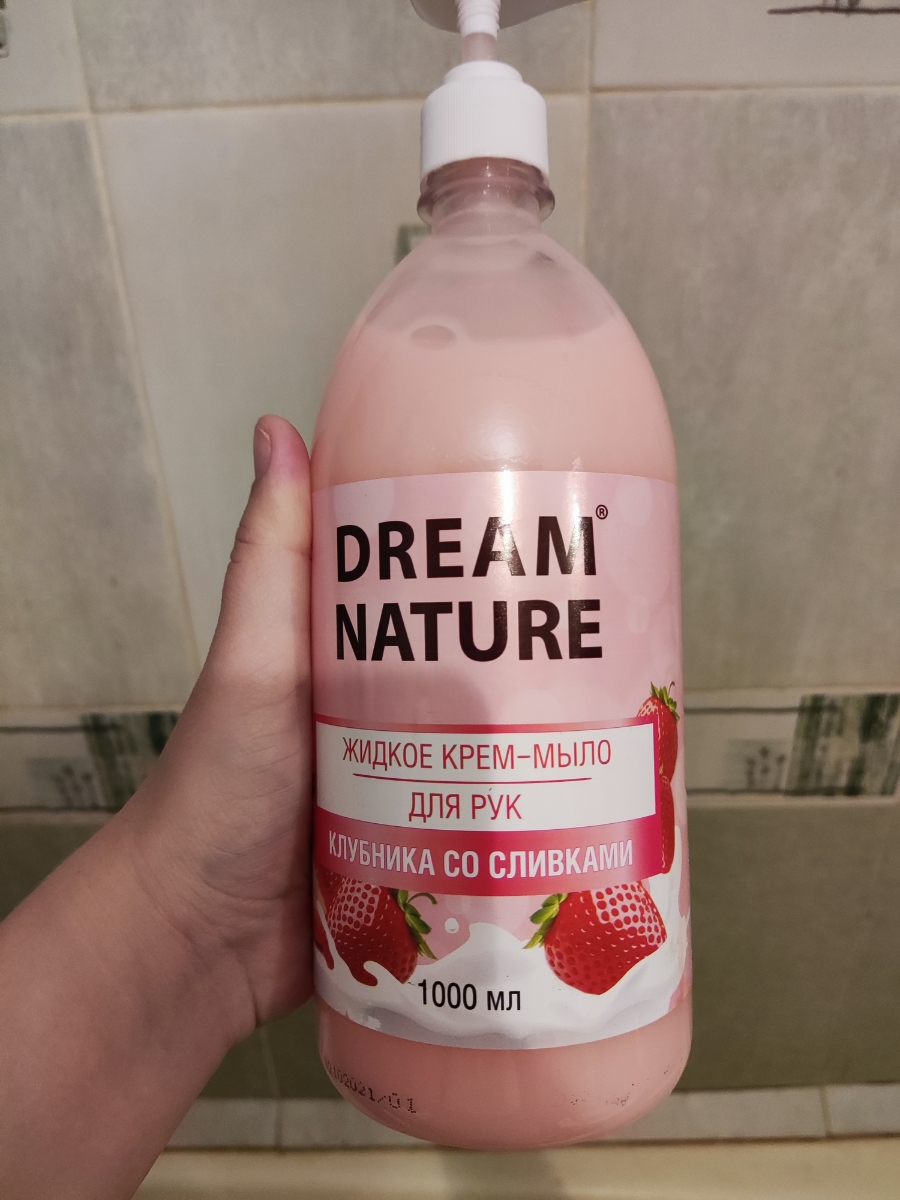 DREAM®
NATURE
ЖИДКОЕ КРЕМ-МЫЛО
ДЛЯ РУК
КЛУБНИКА СО СЛИВКАМИ
1000 мл